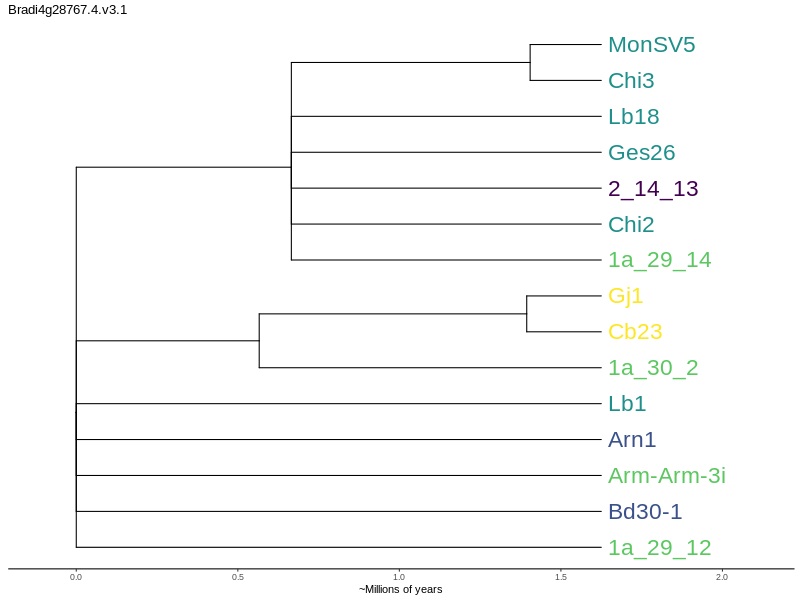 Bradi4g28767.4.v3.1
MonSV5
Chi3
Lb18
Ges26
2_14_13
Chi2
1a_29_14
Gj1
Cb23
1a_30_2
Lb1
Arn1
Arm-Arm-3i
Bd30-1
1a_29_12
0.0 0.5 1.0 1.5 2.0
~Millions of years